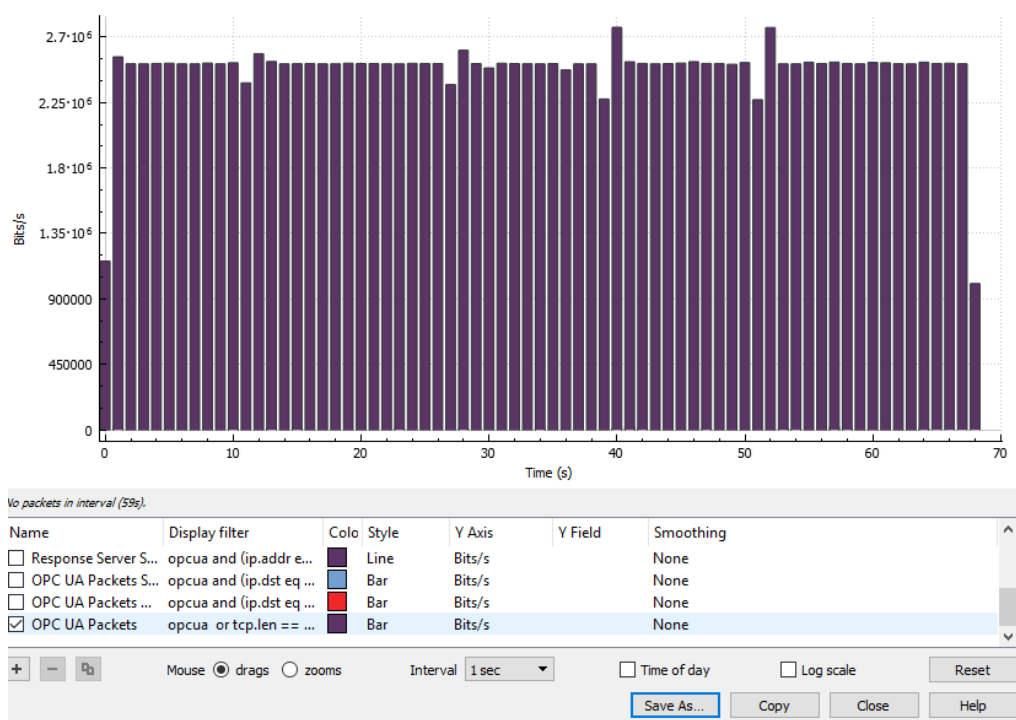 2.7·10⁶
2.25·10⁶
1.8·10⁶
1.35·10⁶
900000
450000
0
Bits/s
0 10 20 30 40 50 60 70
Time (s)
No packets in interval (59s).
Name Display filter Colo Style Y Axis Y Field Smoothing
Response Server S... opcua and (ip.addr e... Line Bits/s None
OPC UA Packets S... opcua and (ip.dst eq ... Bar Bits/s None
OPC UA Packets ... opcua and (ip.dst eq ... Bar Bits/s None
OPC UA Packets opcua or tcp.len == ... Bar Bits/s None
+ − Mouse drags zooms Interval 1 sec Time of day Log scale Reset
Save As... Copy Close Help